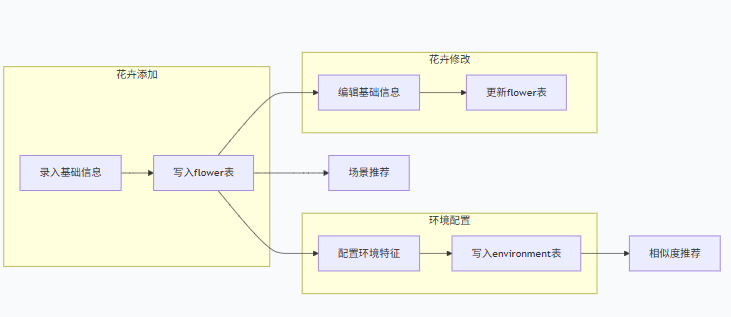 花卉添加
录入基础信息
写入flower表
花卉修改
编辑基础信息
更新flower表
场景推荐
环境配置
配置环境特征
写入environment表
相似度推荐